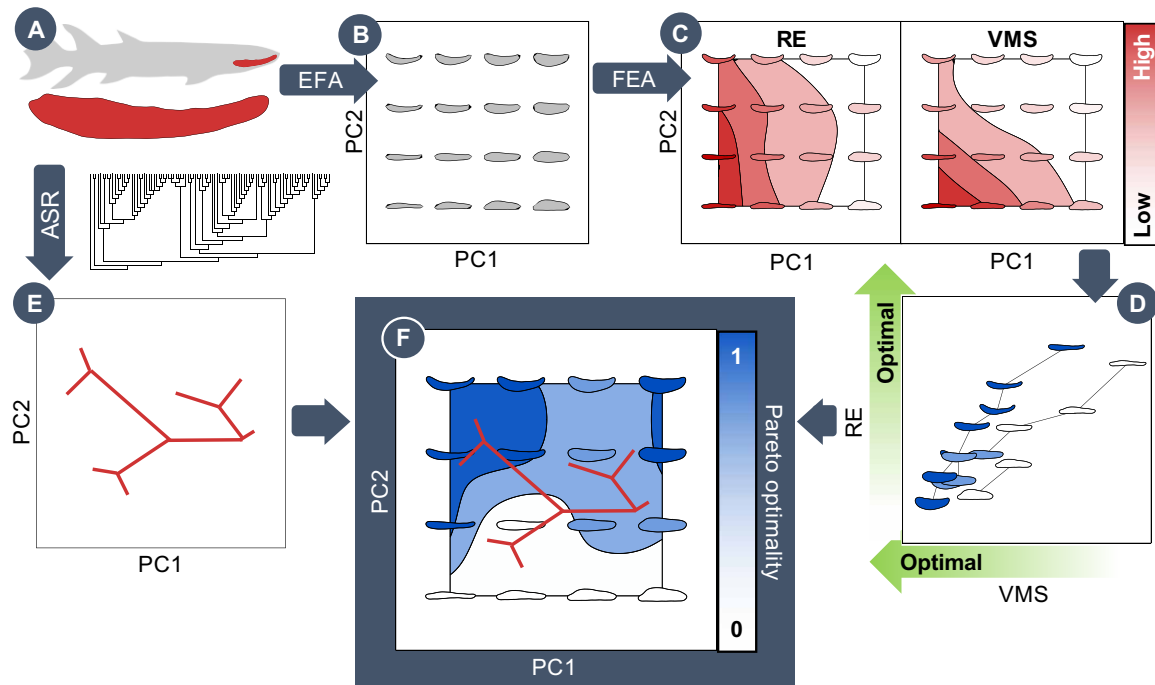 A
B
C
EFA
FEA
PC2
PC1
PC2
RE
VMS
PC1
PC1
High
Low
ASR
E
PC2
PC1
F
PC2
PC1
1
0
Pareto optimality
D
Optimal
RE
Optimal
VMS